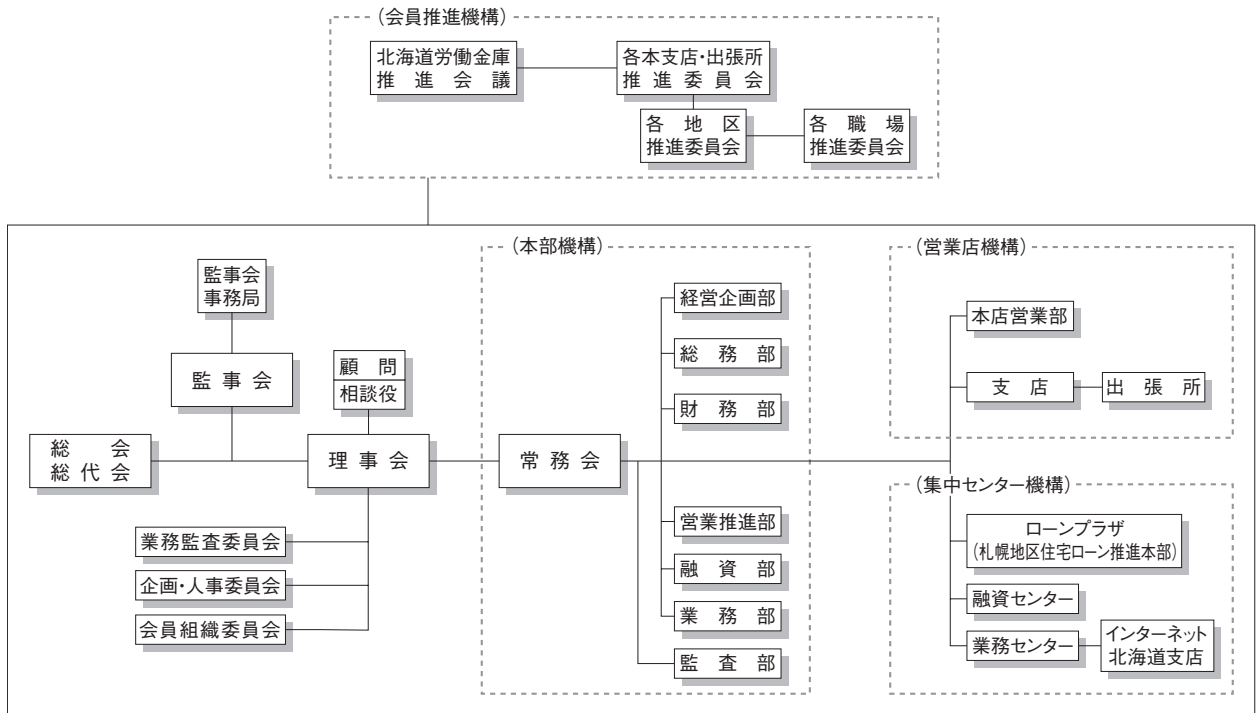 (会員推進機構)
北海道労働金庫
推進会議
各本支店・出張所
推進委員会
各地区
推進委員会
各職場
推進委員会
監事会
事務局
監事会
顧問
相談役
総会
総代会
理事会
業務監査委員会
企画・人事委員会
会員組織委員会
(本部機構)
常務会
経営企画部
総務部
財務部
営業推進部
融資部
業務部
監査部
(営業店機構)
本店営業部
支店
出張所
(集中センター機構)
ローンプラザ
(札幌地区住宅ローン推進本部)
融資センター
業務センター
インターネット
北海道支店